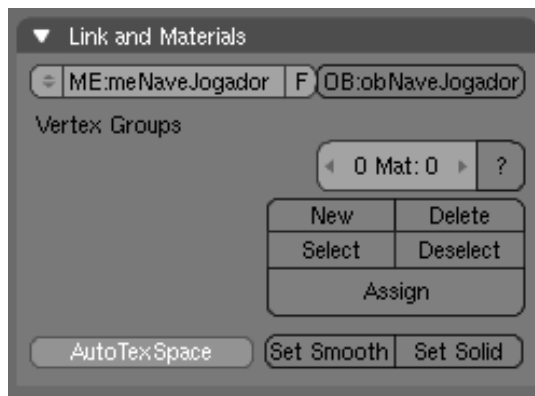 Link and Materials
ME:meNaveJogador F OB:obNaveJogador
Vertex Groups
0 Mat: 0 ?
New Delete
Select Deselect
Assign
AutoTexSpace Set Smooth Set Solid